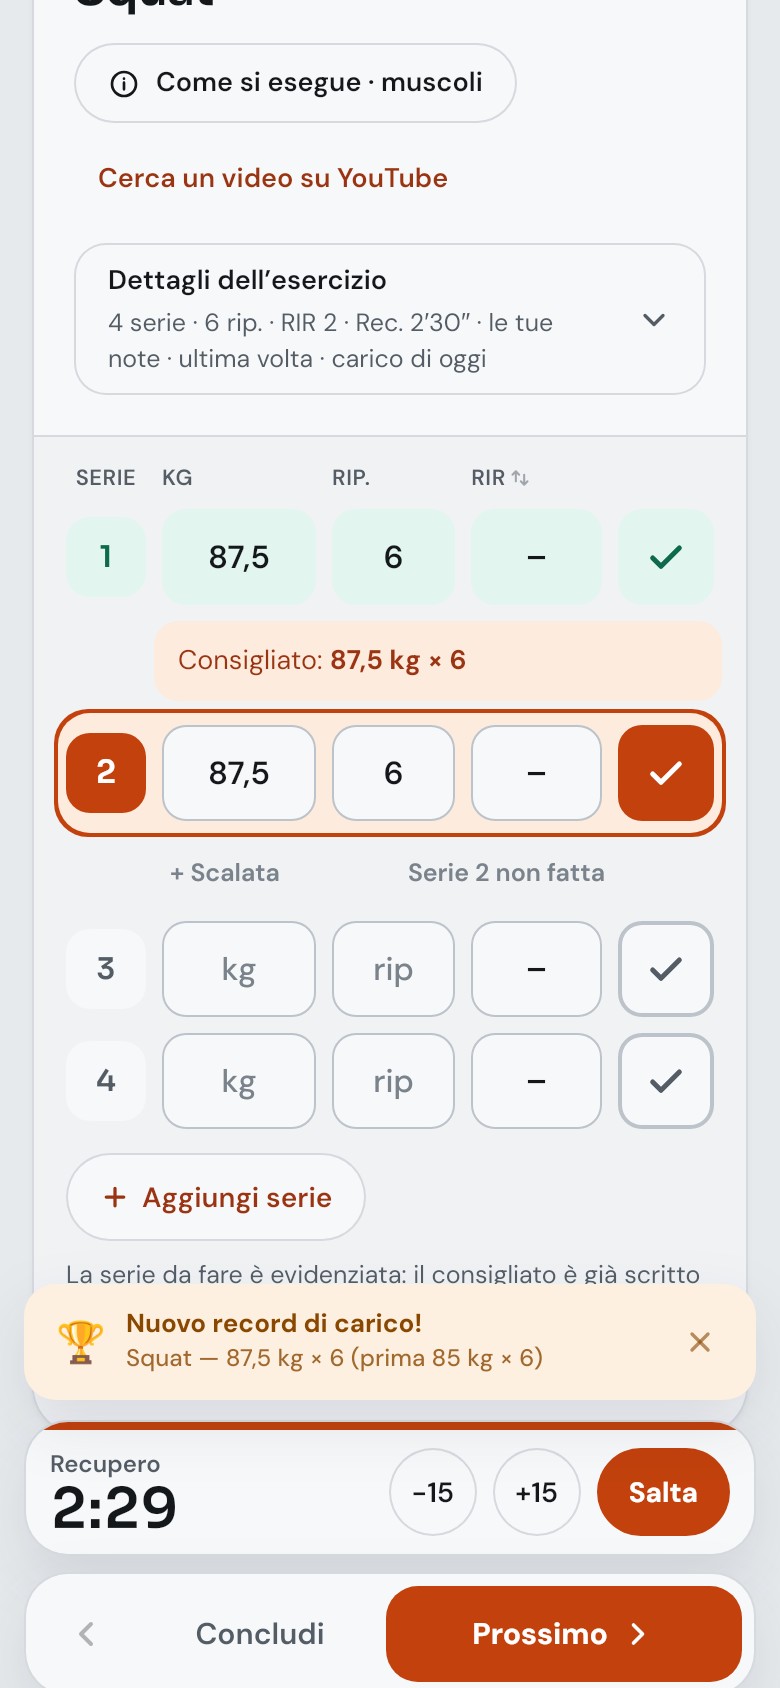 Squat
Come si esegue · muscoli
Cerca un video su YouTube
Dettagli dell’esercizio
4 serie · 6 rip. · RIR 2 · Rec. 2’30” · le tue
note · ultima volta · carico di oggi
SERIE KG RIP. RIR ↑↓
1 87,5 6 –
Consigliato: 87,5 kg × 6
2 87,5 6 –
+ Scalata Serie 2 non fatta
3 kg rip –
4 kg rip –
+ Aggiungi serie
La serie da fare è evidenziata: il consigliato è già scritto
Nuovo record di carico!
Squat — 87,5 kg × 6 (prima 85 kg × 6)
Recupero
2:29 -15 +15 Salta
Concludi Prossimo